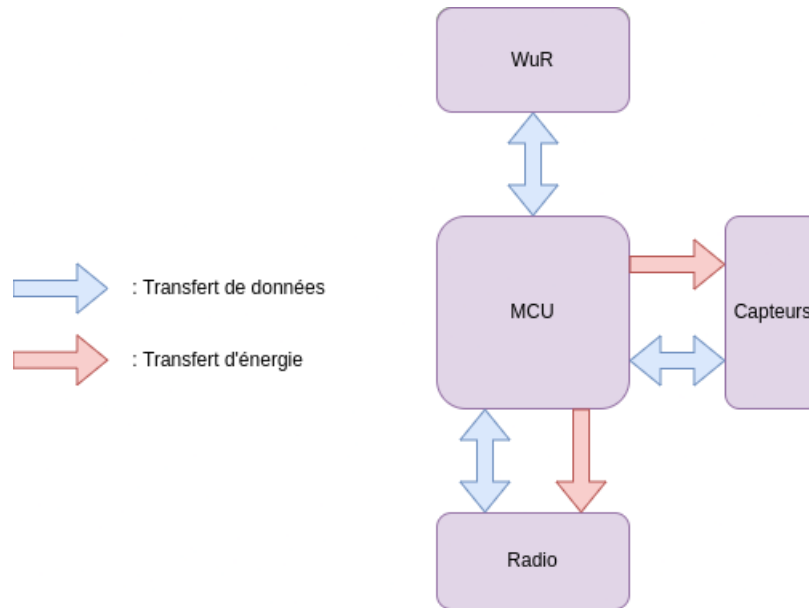 WuR
: Transfert de données
MCU
Capteurs
: Transfert d'énergie
Radio